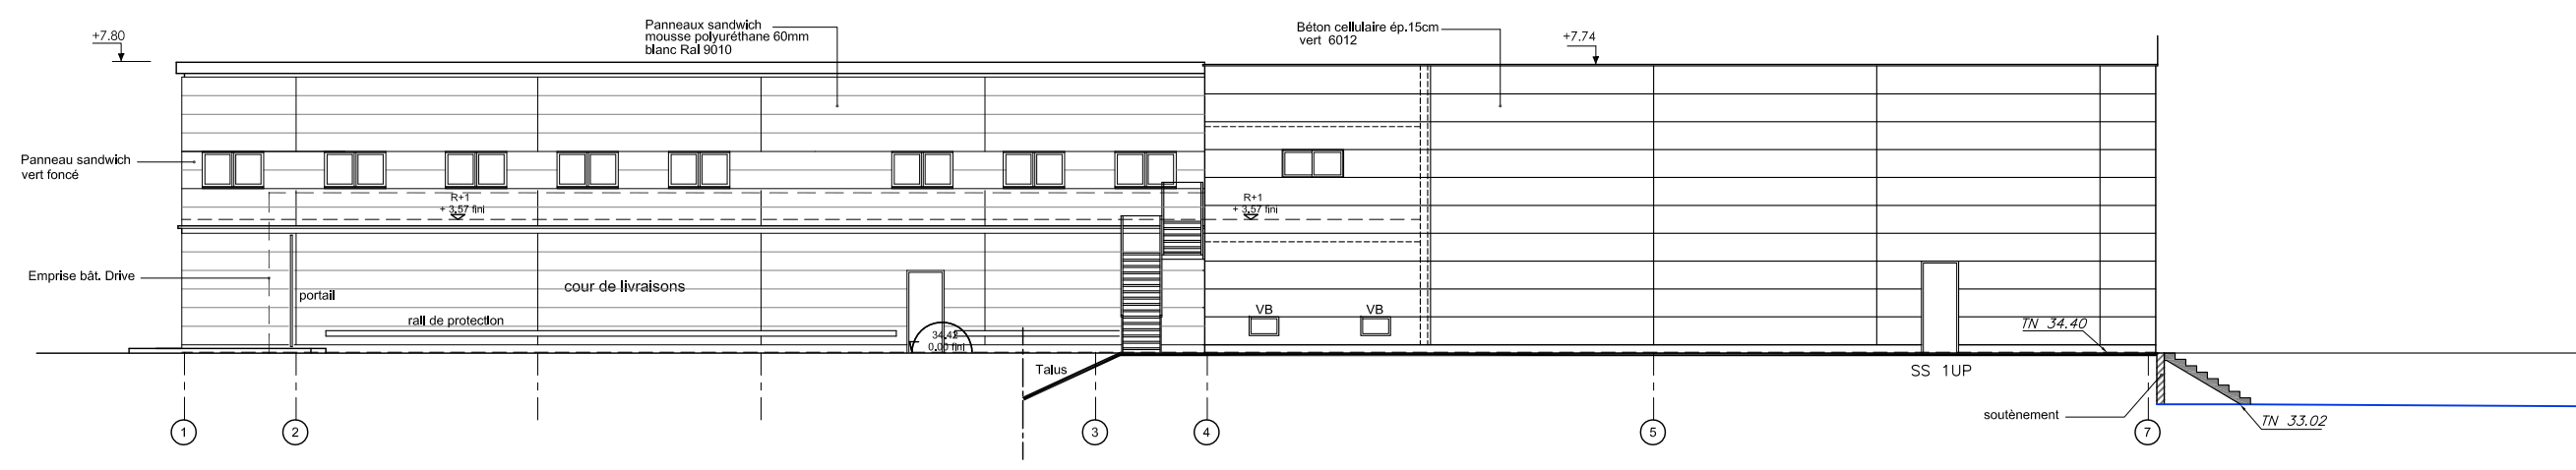 +7.80
Panneaux sandwich
mousse polyuréthane 60mm
blanc Ral 9010
Béton cellulaire ép.15cm
vert 6012
+7.74
Panneau sandwich
vert foncé
R+1
+ 3,57 fini
R+1
+ 3,57 fini
Emprise bât. Drive
portail
cour de livraisons
rail de protection
VB
VB
34.42
0.00 fini
TN 34.40
Talus
SS 1UP
soutènement
TN 33.02
1
2
3
4
5
7